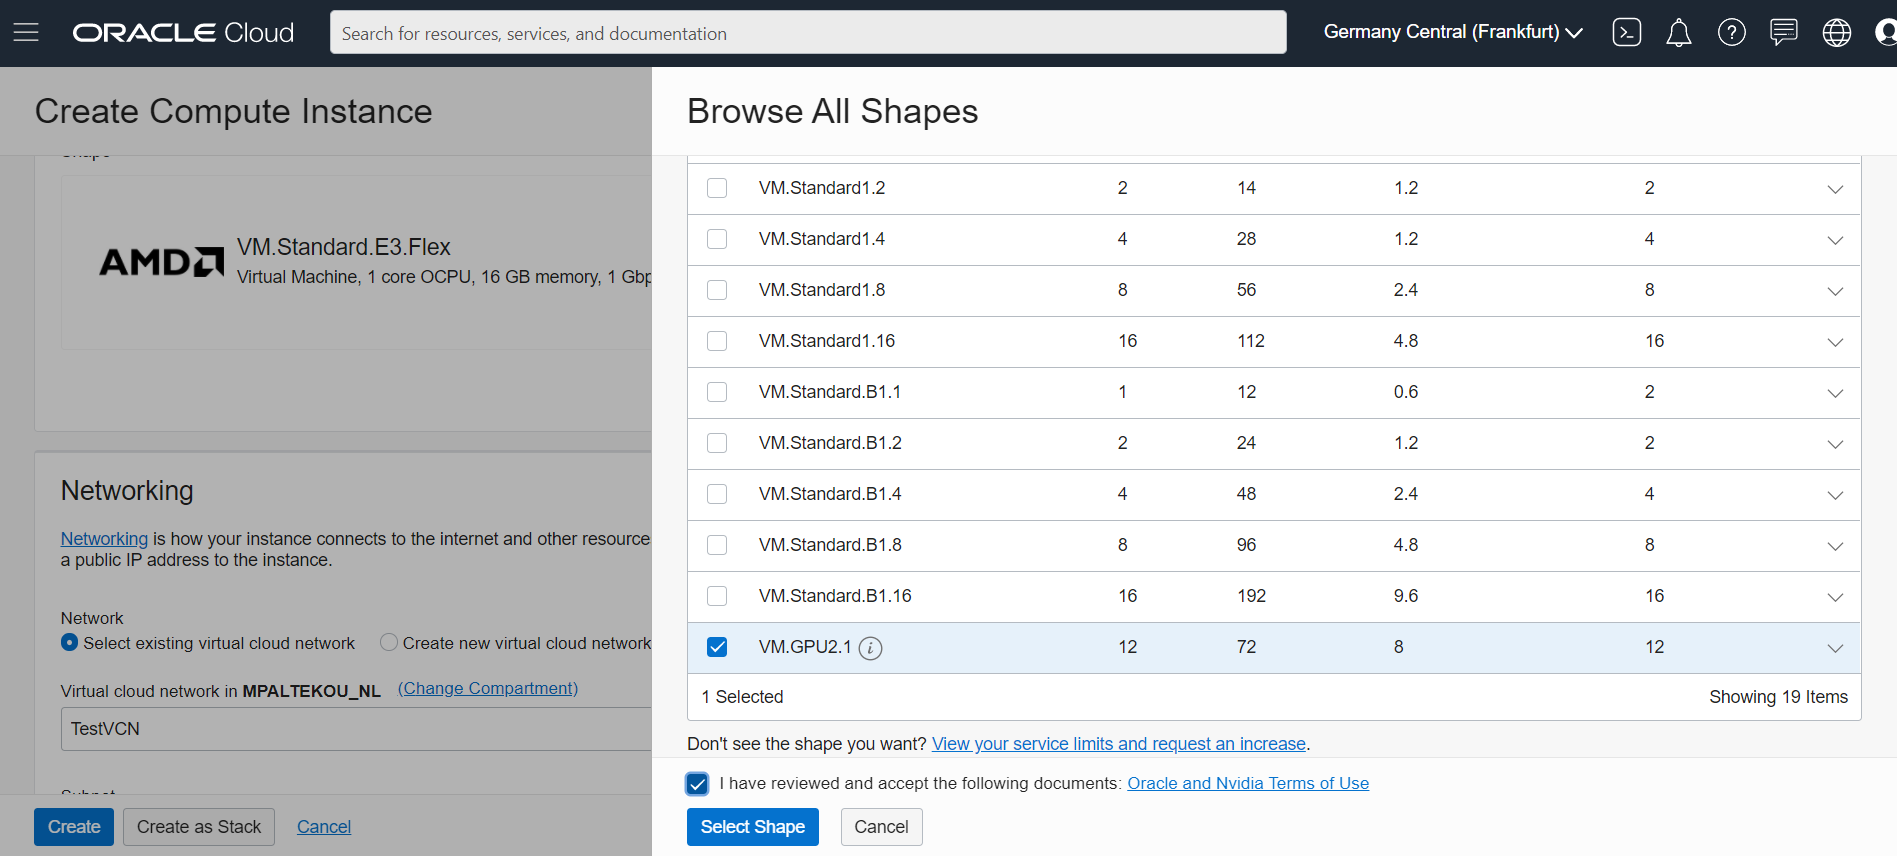 ORACLE Cloud
Search for resources, services, and documentation
Germany Central (Frankfurt)
Create Compute Instance
Shape
AMD
VM.Standard.E3.Flex
Virtual Machine, 1 core OCPU, 16 GB memory, 1 Gbp
Networking
Networking is how your instance connects to the internet and other resource
a public IP address to the instance.
Network
Select existing virtual cloud network Create new virtual cloud network
Virtual cloud network in MPALTEKOU_NL (Change Compartment)
TestVCN
Subnet
Create Create as Stack Cancel
Browse All Shapes
VM.Standard1.2 2 14 1.2 2
VM.Standard1.4 4 28 1.2 4
VM.Standard1.8 8 56 2.4 8
VM.Standard1.16 16 112 4.8 16
VM.Standard.B1.1 1 12 0.6 2
VM.Standard.B1.2 2 24 1.2 2
VM.Standard.B1.4 4 48 2.4 4
VM.Standard.B1.8 8 96 4.8 8
VM.Standard.B1.16 16 192 9.6 16
VM.GPU2.1 12 72 8 12
1 Selected Showing 19 Items
Don't see the shape you want? View your service limits and request an increase.
I have reviewed and accept the following documents: Oracle and Nvidia Terms of Use
Select Shape Cancel